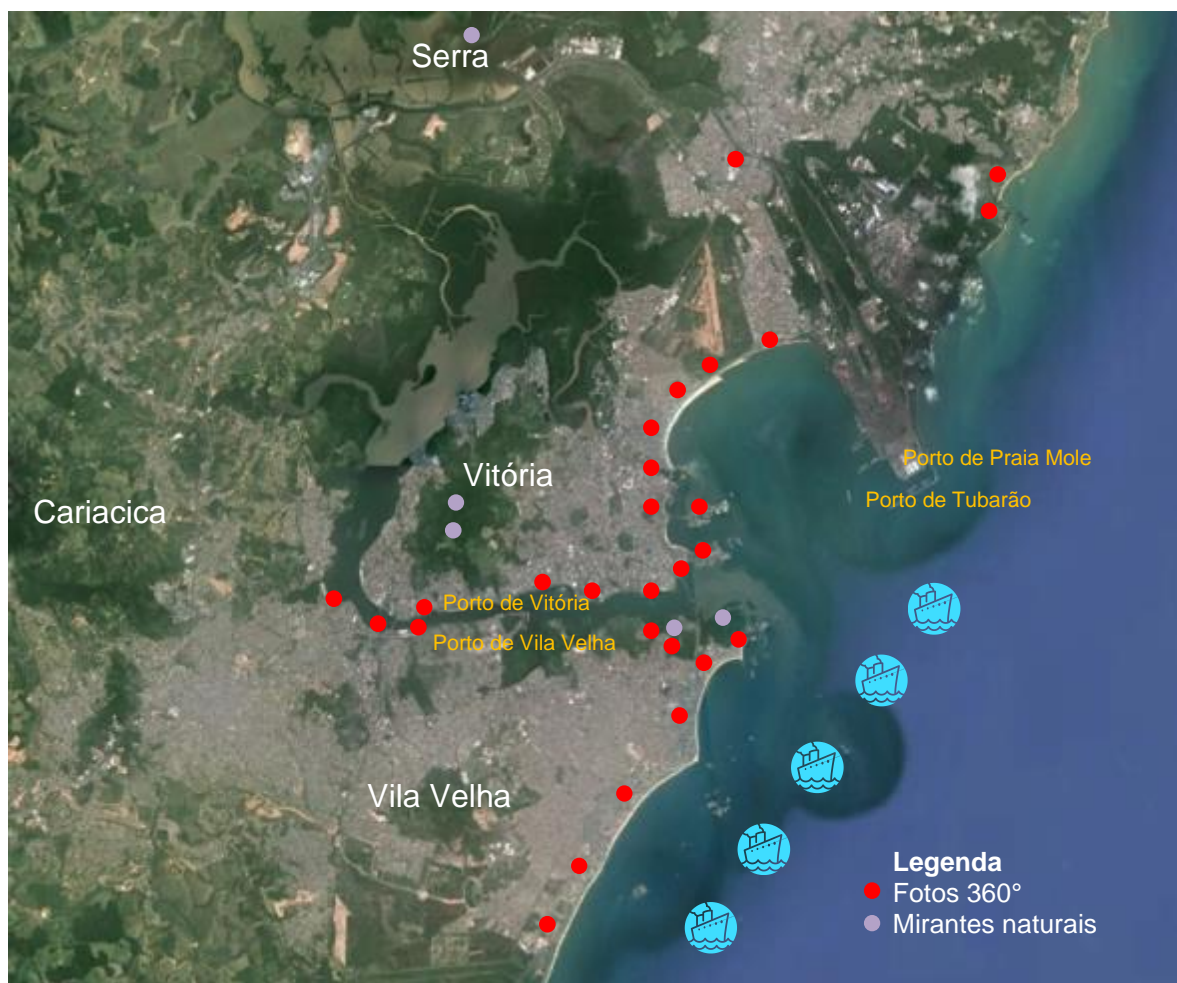 Serra
Porto de Praia Mole
Vitória
Porto de Tubarão
Cariacica
Porto de Vitória
Porto de Vila Velha
Vila Velha
Legenda
Fotos 360°
Mirantes naturais